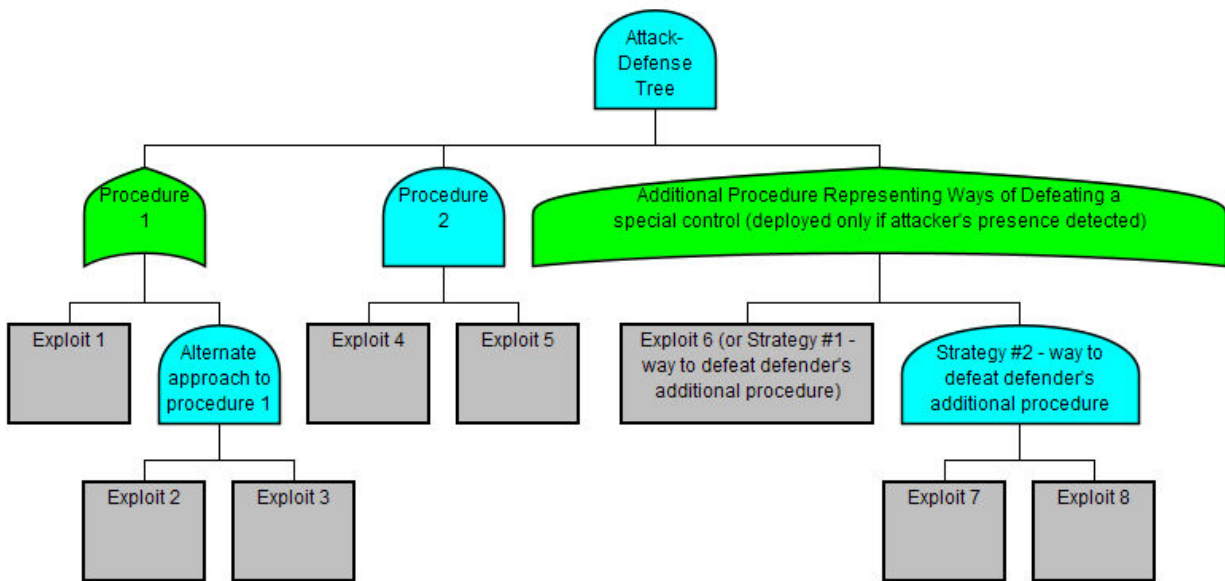 Attack-
Defense
Tree
Procedure
1
Procedure
2
Additional Procedure Representing Ways of Defeating a
special control (deployed only if attacker's presence detected)
Exploit 1
Alternate
approach to
procedure 1
Exploit 4
Exploit 5
Exploit 6 (or Strategy #1 -
way to defeat defender's
additional procedure)
Strategy #2 - way to
defeat defender's
additional procedure
Exploit 2
Exploit 3
Exploit 7
Exploit 8